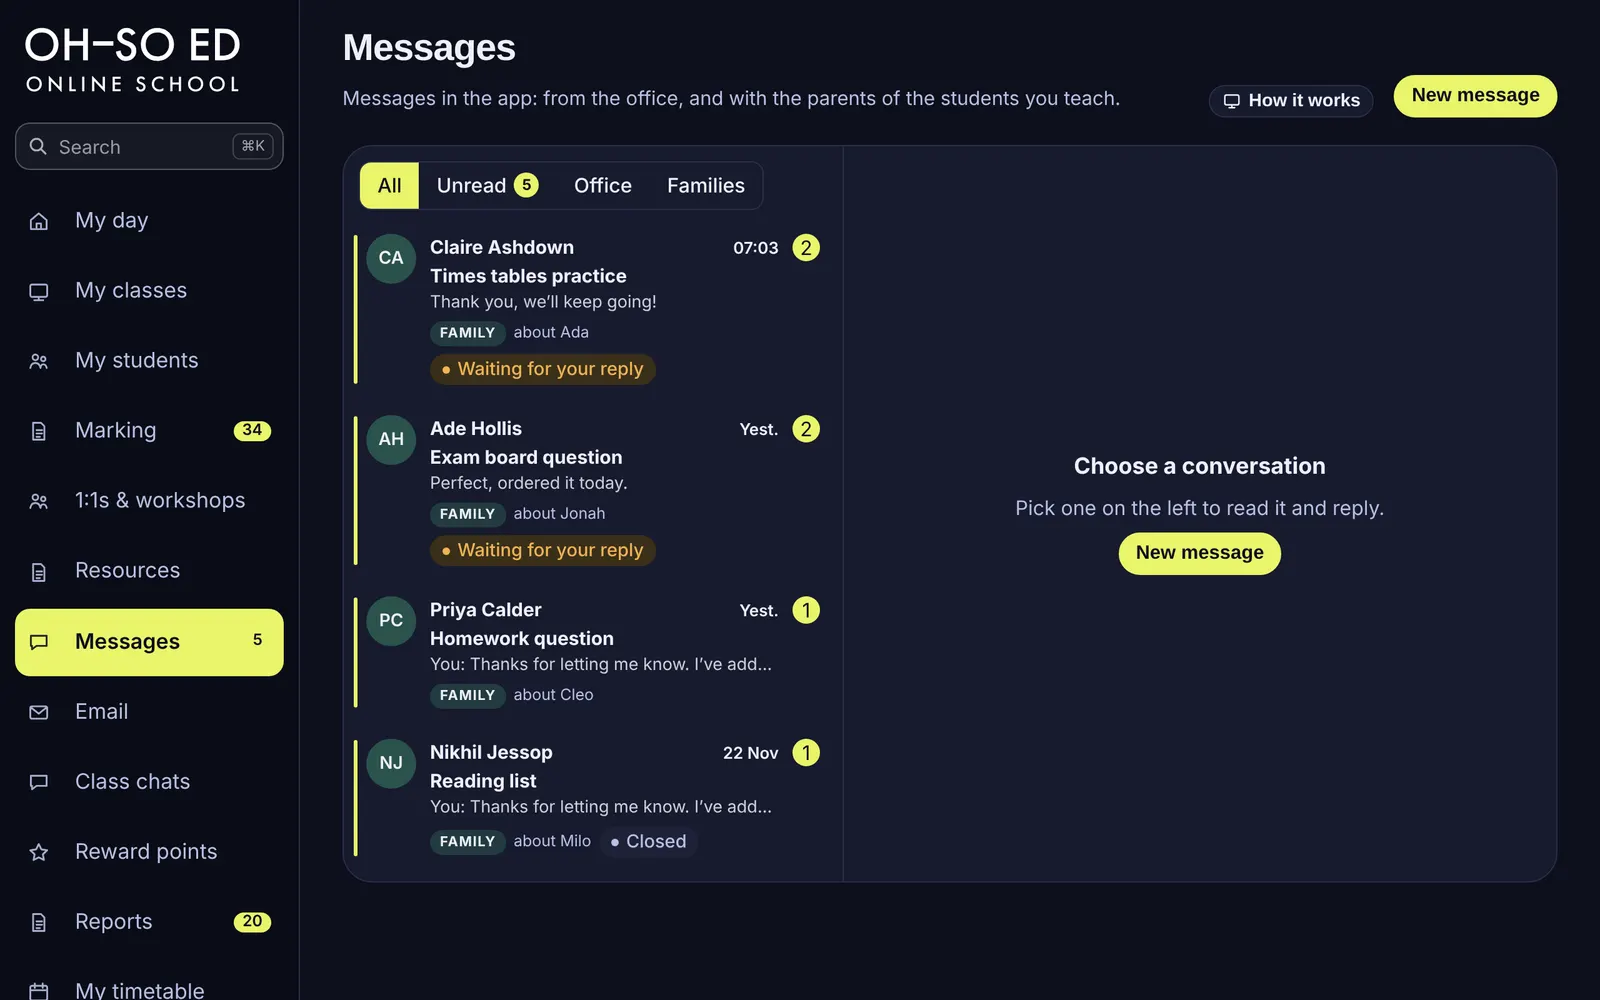 OH–SO ED
ONLINE SCHOOL
Search ⌘K
My day
My classes
My students
Marking 34
1:1s & workshops
Resources
Messages 5
Email
Class chats
Reward points
Reports 20
My timetable
Messages
Messages in the app: from the office, and with the parents of the students you teach.
How it works
New message
All Unread 5 Office Families
CA
Claire Ashdown 07:03 2
Times tables practice
Thank you, we’ll keep going!
FAMILY about Ada
• Waiting for your reply
AH
Ade Hollis Yest. 2
Exam board question
Perfect, ordered it today.
FAMILY about Jonah
• Waiting for your reply
PC
Priya Calder Yest. 1
Homework question
You: Thanks for letting me know. I’ve add...
FAMILY about Cleo
NJ
Nikhil Jessop 22 Nov 1
Reading list
You: Thanks for letting me know. I’ve add...
FAMILY about Milo • Closed
Choose a conversation
Pick one on the left to read it and reply.
New message